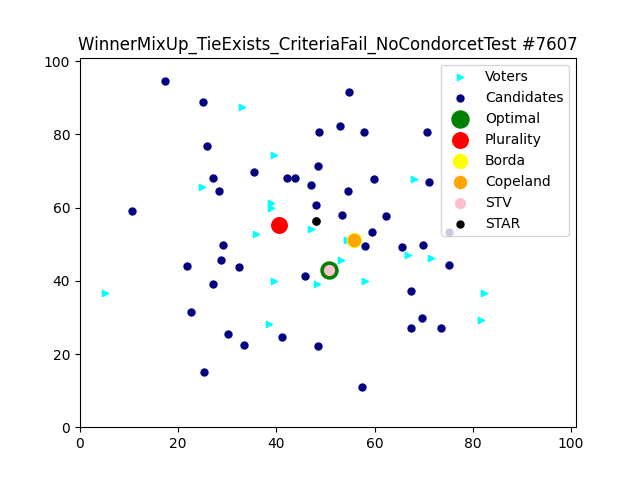 WinnerMixUp_TieExists_CriteriaFail_NoCondorcetTest #7607
100
80
60
40
20
0
0 20 40 60 80 100
Voters
Candidates
Optimal
Plurality
Borda
Copeland
STV
STAR